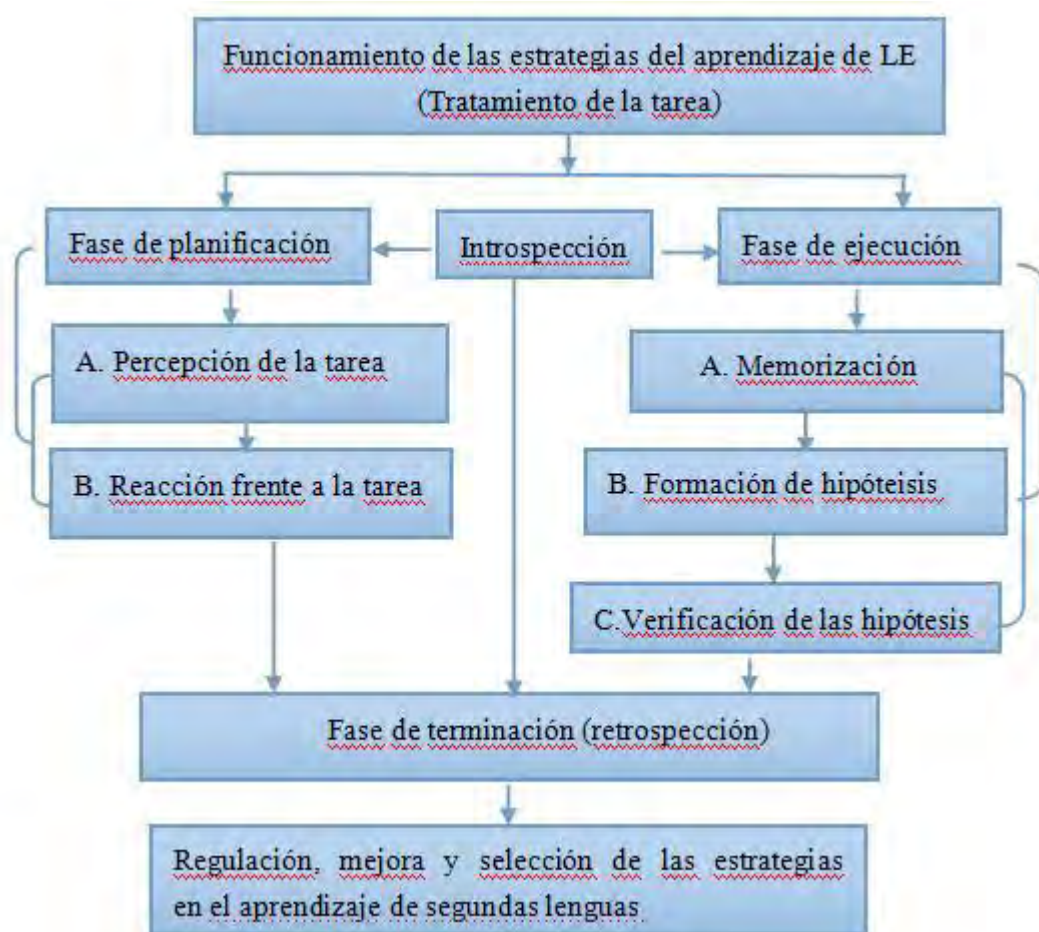 Funcionamiento de las estrategias del aprendizaje de LE
(Tratamiento de la tarea)
Fase de planificación
Introspección
Fase de ejecución
A. Percepción de la tarea
A. Memorización
B. Reacción frente a la tarea
B. Formación de hipóteisis
C.Verificación de las hipótesis
Fase de terminación (retrospección)
Regulación, mejora y selección de las estrategias
en el aprendizaje de segundas lenguas